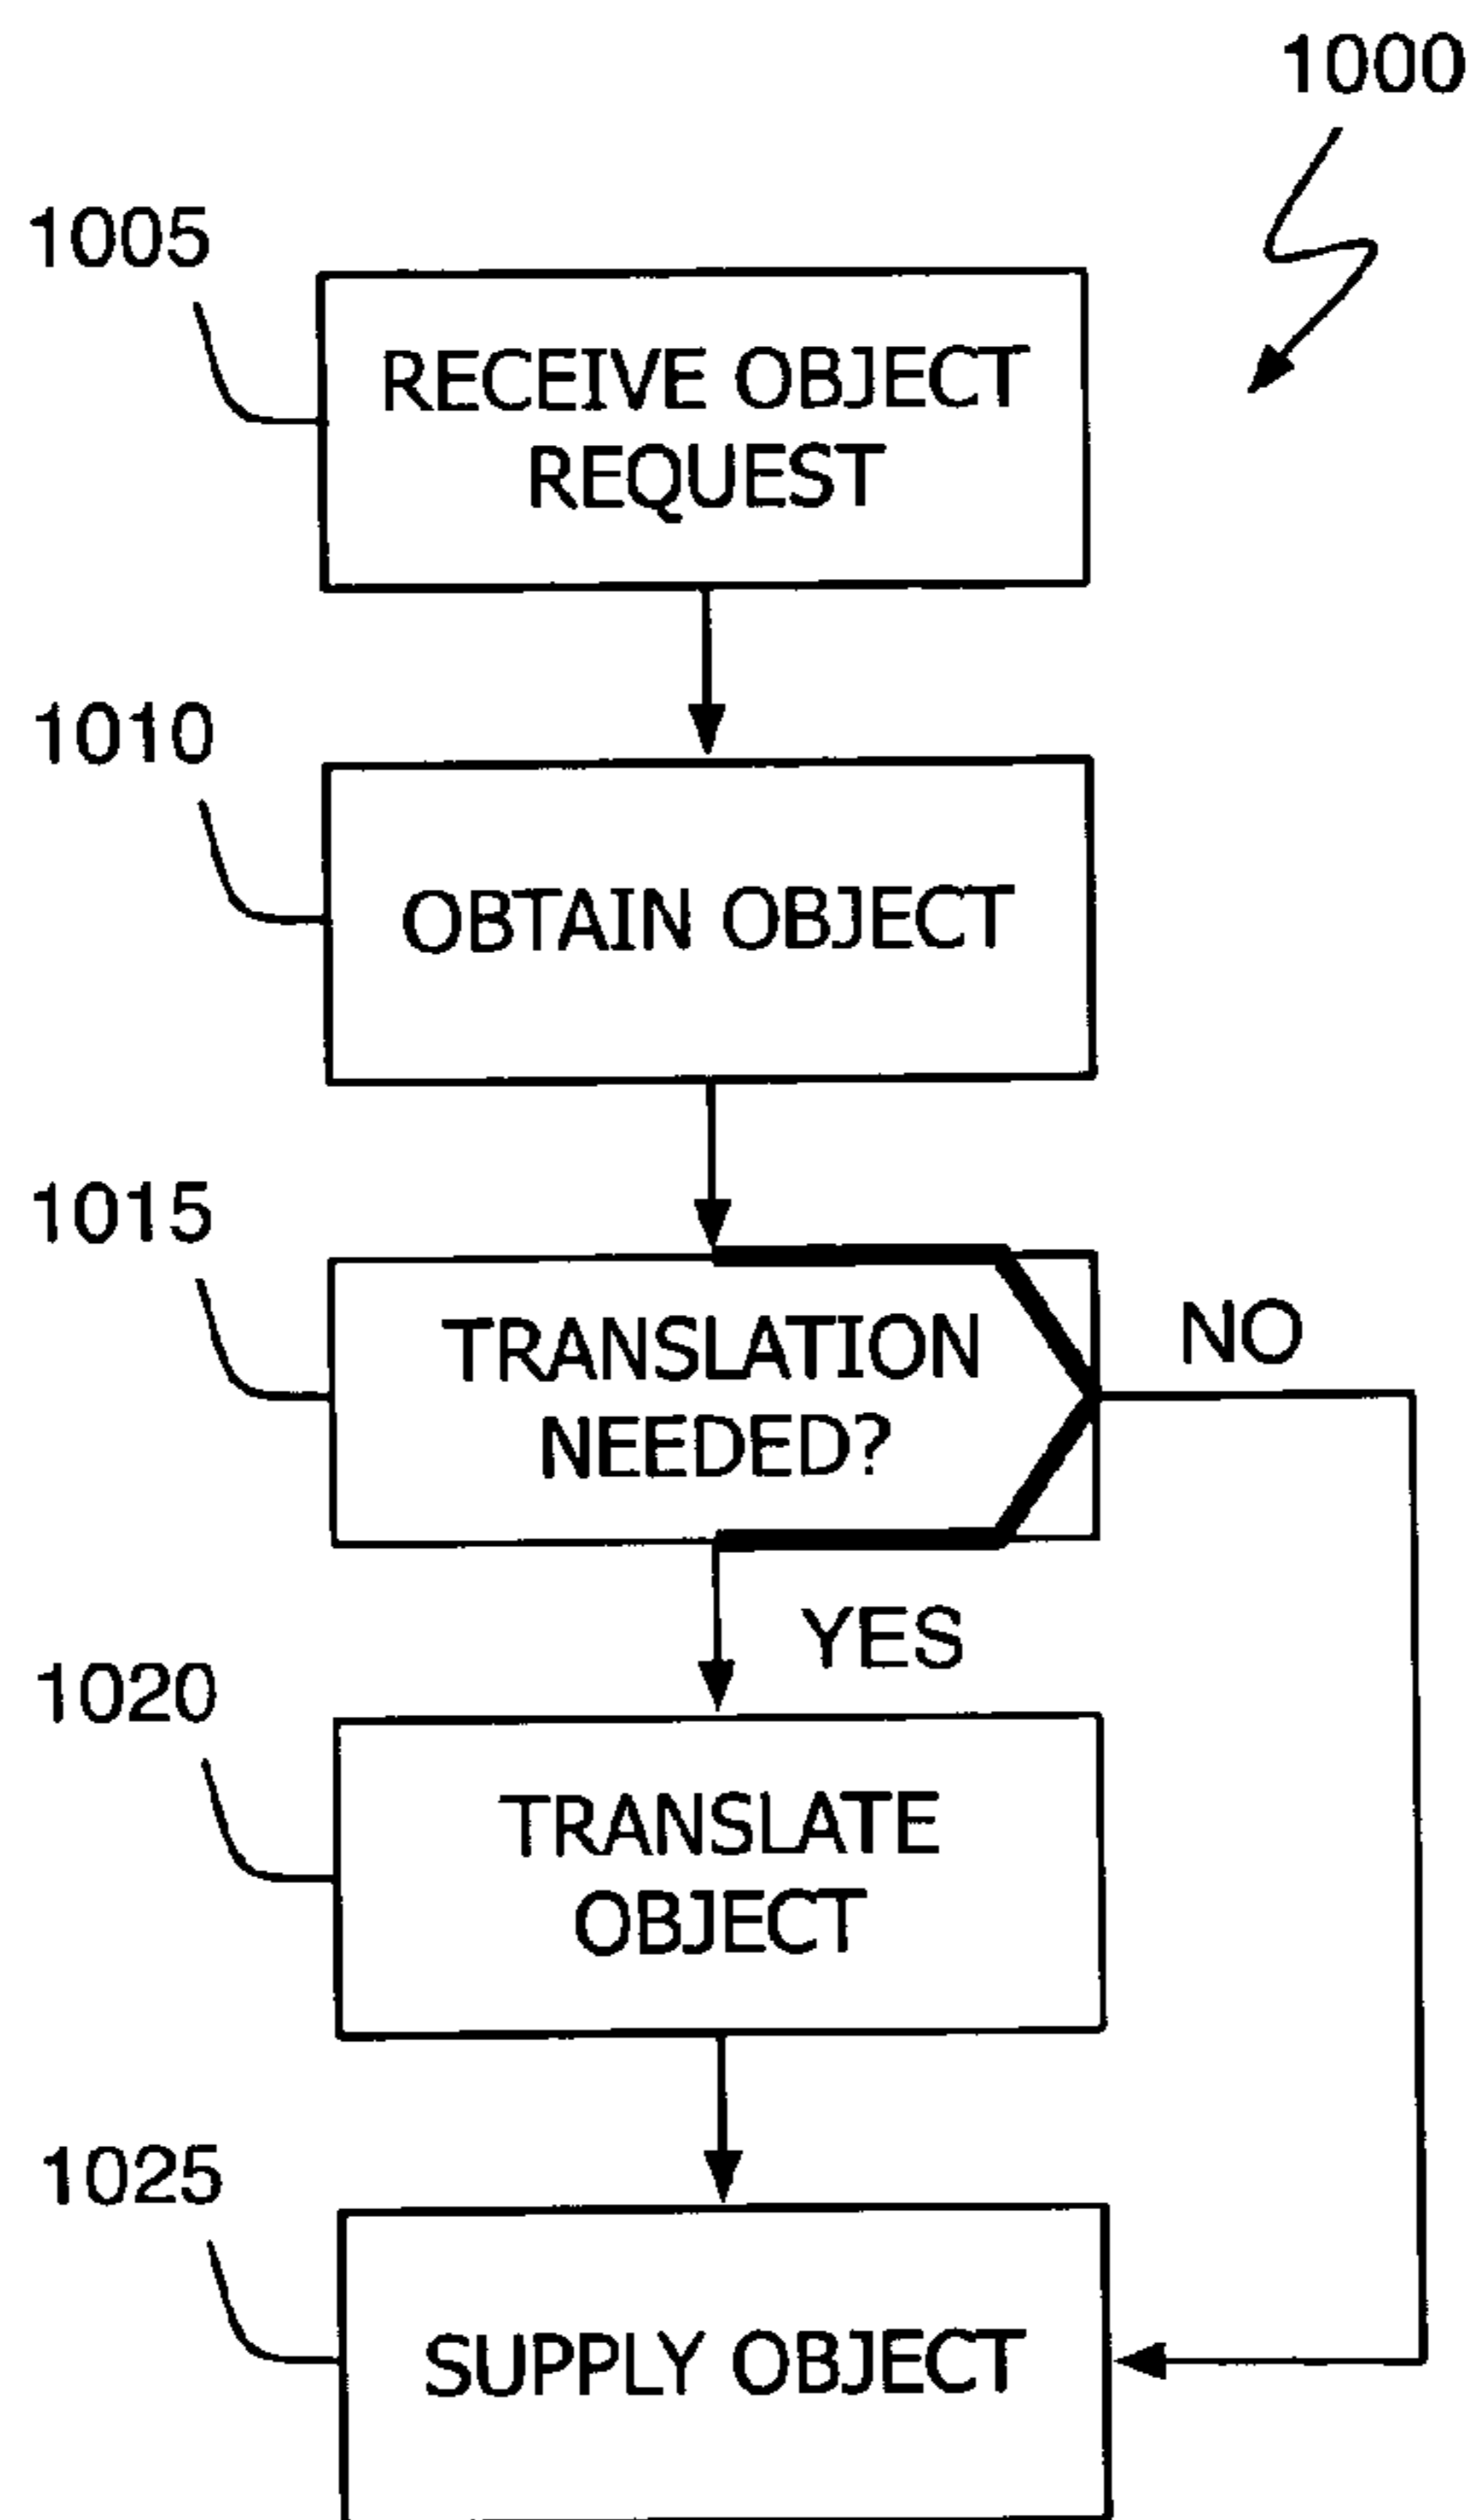 1000
1005
RECEIVE OBJECT
REQUEST
1010
OBTAIN OBJECT
1015
TRANSLATION
NEEDED?
NO
YES
1020
TRANSLATE
OBJECT
1025
SUPPLY OBJECT